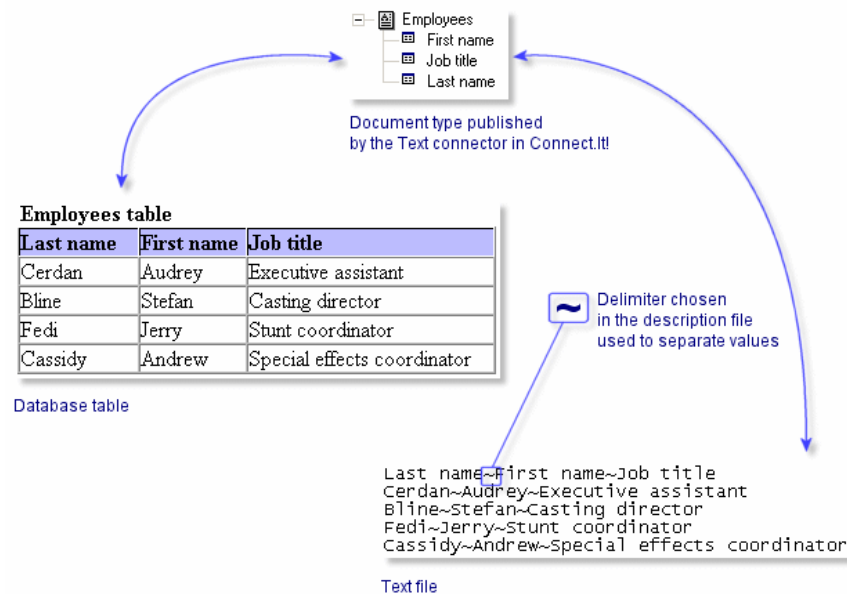 Employees
First name
Job title
Last name
Document type published
by the Text connector in Connect.It!
Employees table
Last name First name Job title
Cerdan Audrey Executive assistant
Bline Stefan Casting director
Fedi Jerry Stunt coordinator
Cassidy Andrew Special effects coordinator
Database table
~
Delimiter chosen
in the description file
used to separate values
Last name~First name~Job title
Cerdan~Audrey~Executive assistant
Bline~Stefan~Casting director
Fedi~Jerry~Stunt coordinator
Cassidy~Andrew~Special effects coordinator
Text file